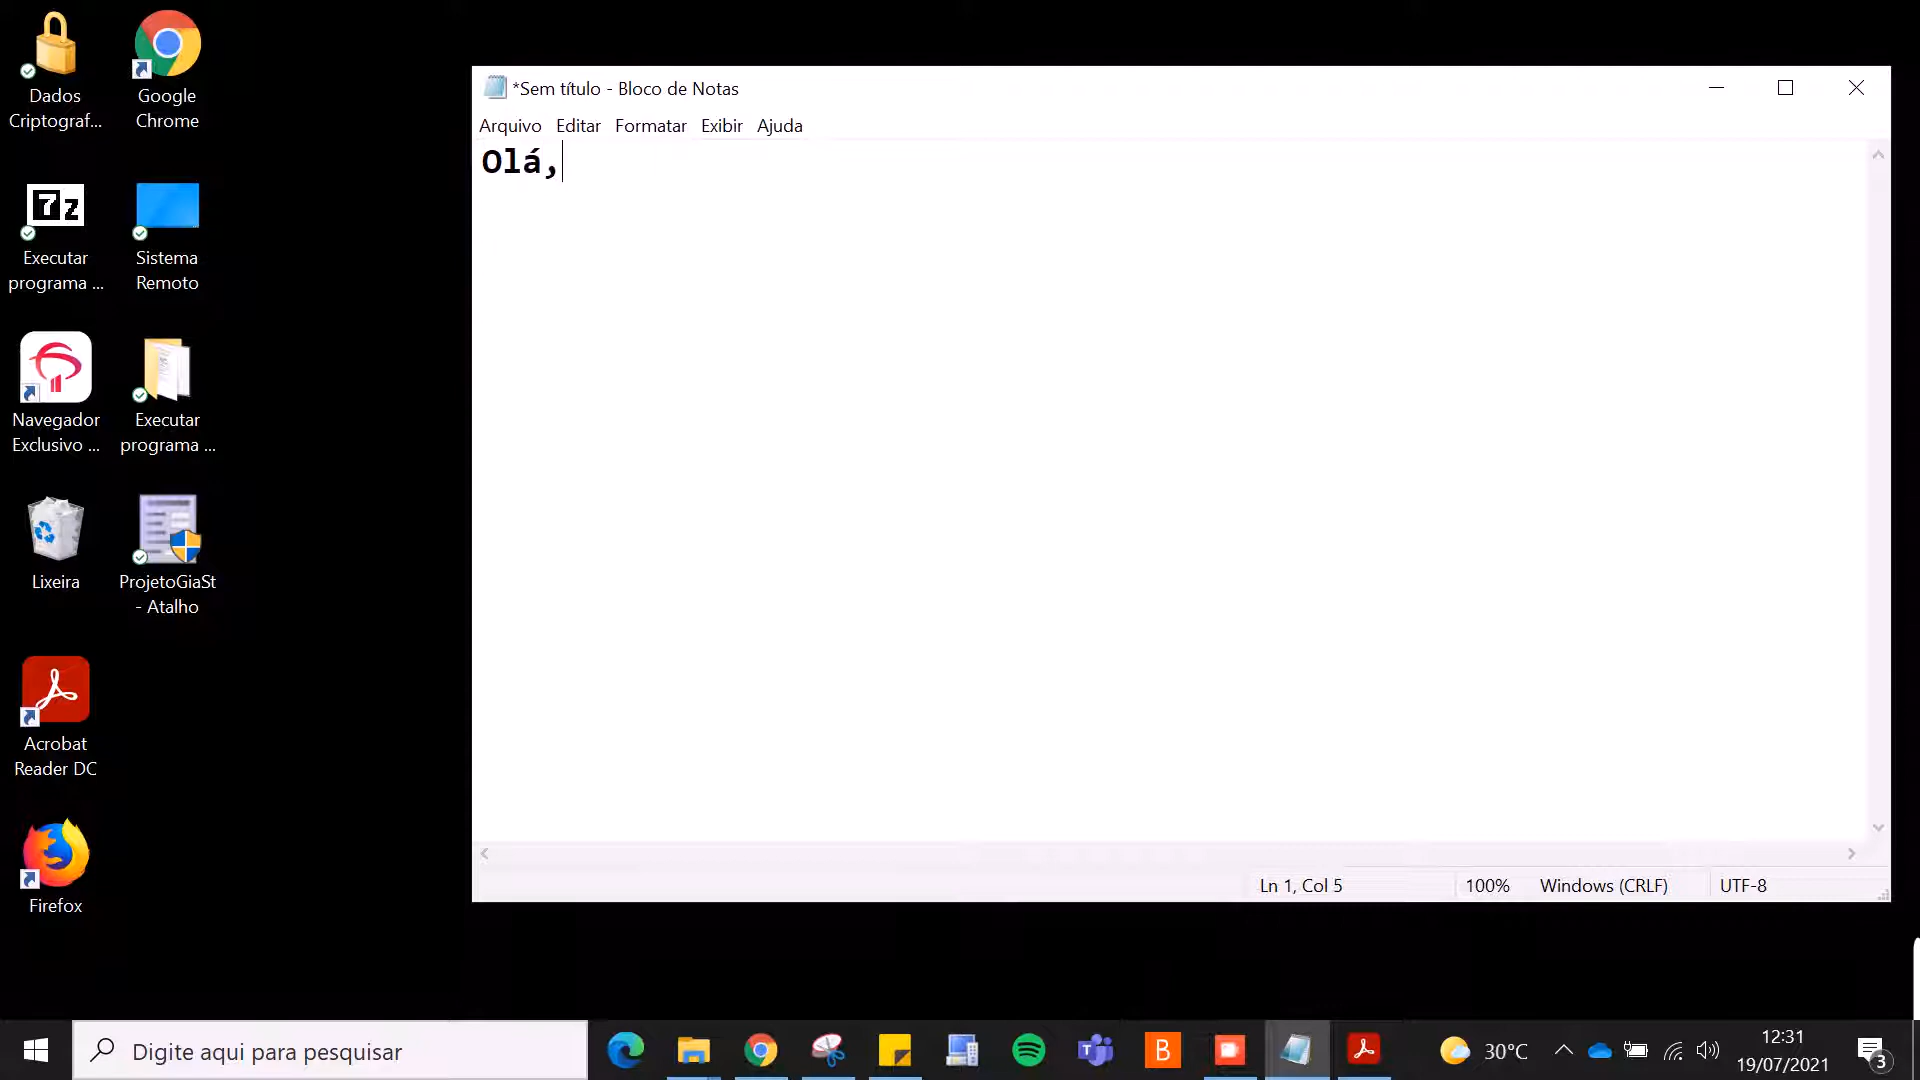 Dados
Criptograf...
Google
Chrome
7z
Executar
programa ...
Sistema
Remoto
Navegador
Exclusivo ...
Executar
programa ...
Lixeira
ProjetoGiaSt
- Atalho
Acrobat
Reader DC
Firefox
*Sem título - Bloco de Notas
Arquivo Editar Formatar Exibir Ajuda
Olá,
Ln 1, Col 5 100% Windows (CRLF) UTF-8
Digite aqui para pesquisar
T
B
30°C
12:31
19/07/2021
3